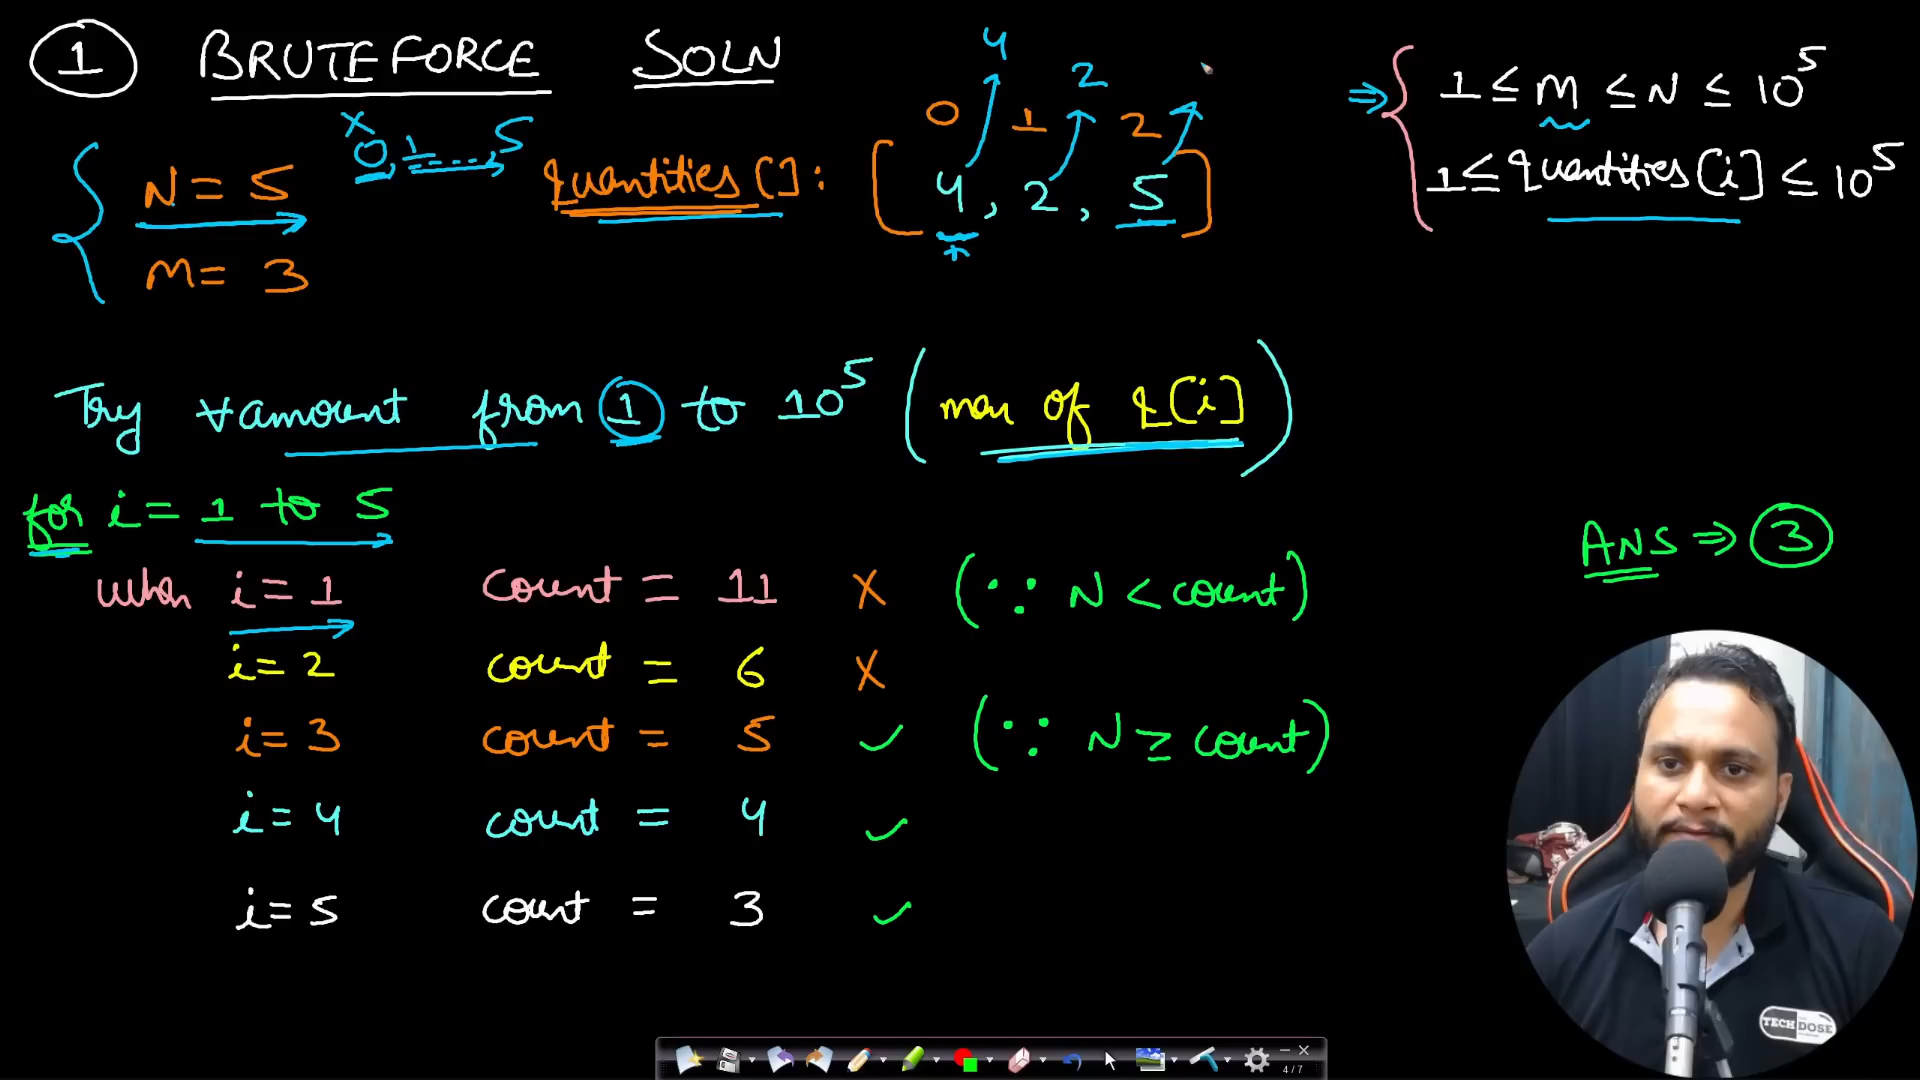 1 BRUTEFORCE SOLN
4 2
0 1 2
X
0, 1 ----, 5
N = 5
M = 3
quantities[]: [4, 2, 5]
*
⇒ { 1 ≤ M ≤ N ≤ 10^5
1 ≤ quantities[i] ≤ 10^5
Try ∀ amount from 1 to 10^5 (max of q[i])
for i = 1 to 5
when i = 1 count = 11 X (∵ N < count)
i = 2 count = 6 X
i = 3 count = 5 ✓ (∵ N ≥ count)
i = 4 count = 4 ✓
i = 5 count = 3 ✓
ANS ⇒ 3
TECH DOSE
4 / 7